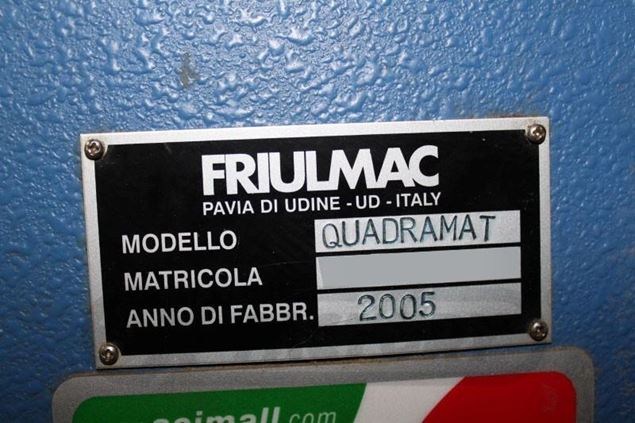 FRIULMAC
PAVIA DI UDINE - UD - ITALY
MODELLO QUADRAMAT
MATRICOLA
ANNO DI FABBR. 2005